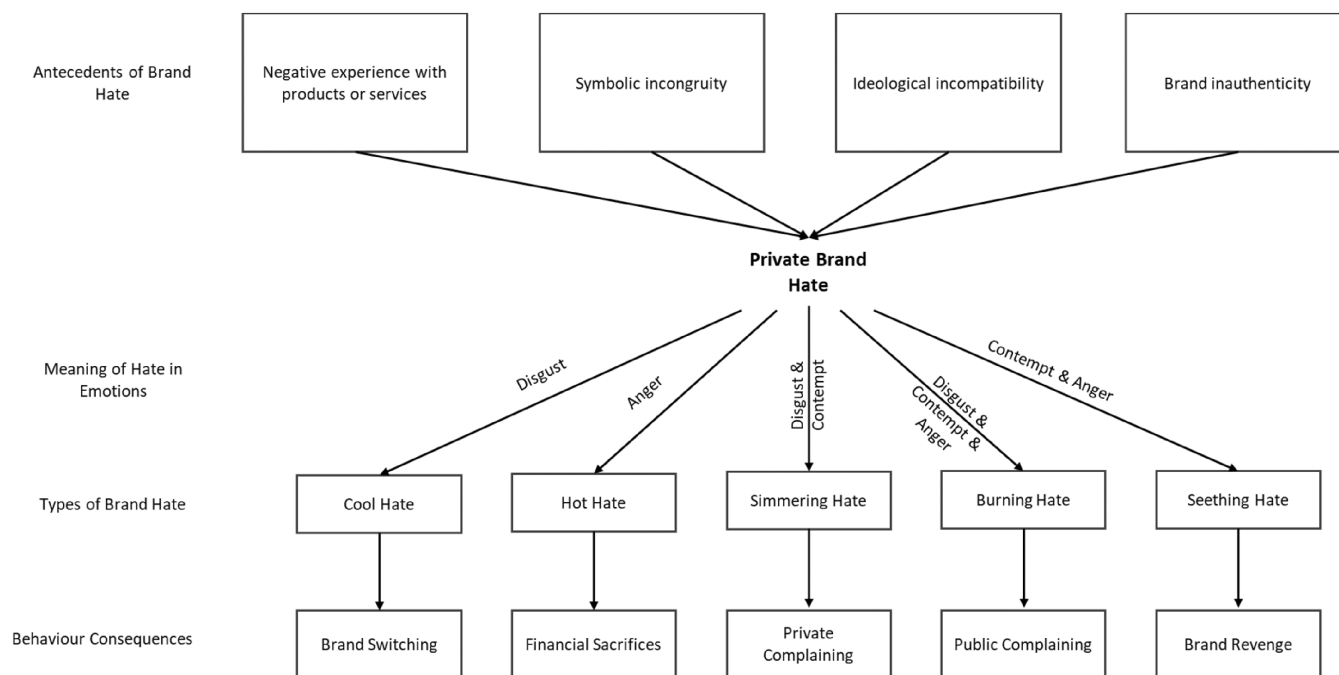 Antecedents of Brand
Hate
Negative experience with
products or services
Symbolic incongruity
Ideological incompatibility
Brand inauthenticity
Private Brand
Hate
Meaning of Hate in
Emotions
Disgust
Anger
Disgust &
Contempt
Disgust &
Contempt &
Anger
Contempt & Anger
Types of Brand Hate
Cool Hate
Hot Hate
Simmering Hate
Burning Hate
Seething Hate
Behaviour Consequences
Brand Switching
Financial Sacrifices
Private
Complaining
Public Complaining
Brand Revenge